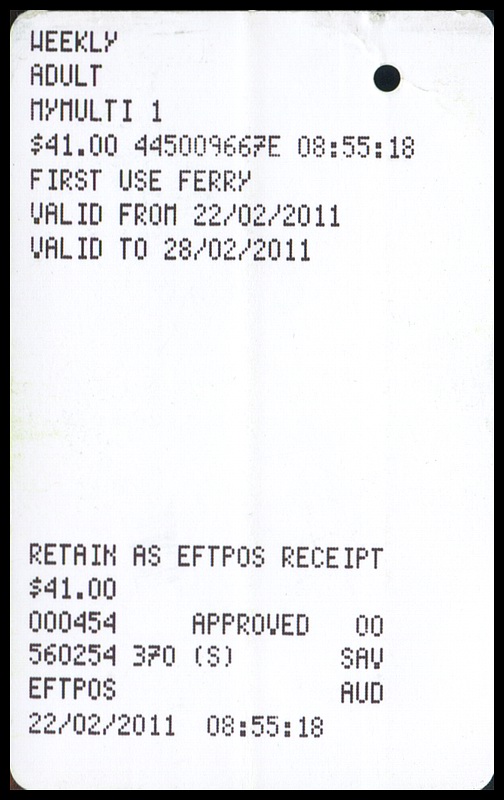 WEEKLY
ADULT
MYMULTI 1
$41.00 445009667E 08:55:18
FIRST USE FERRY
VALID FROM 22/02/2011
VALID TO 28/02/2011
RETAIN AS EFTPOS RECEIPT
$41.00
000454 APPROVED 00
560254 370 (S) SAV
EFTPOS AUD
22/02/2011 08:55:18